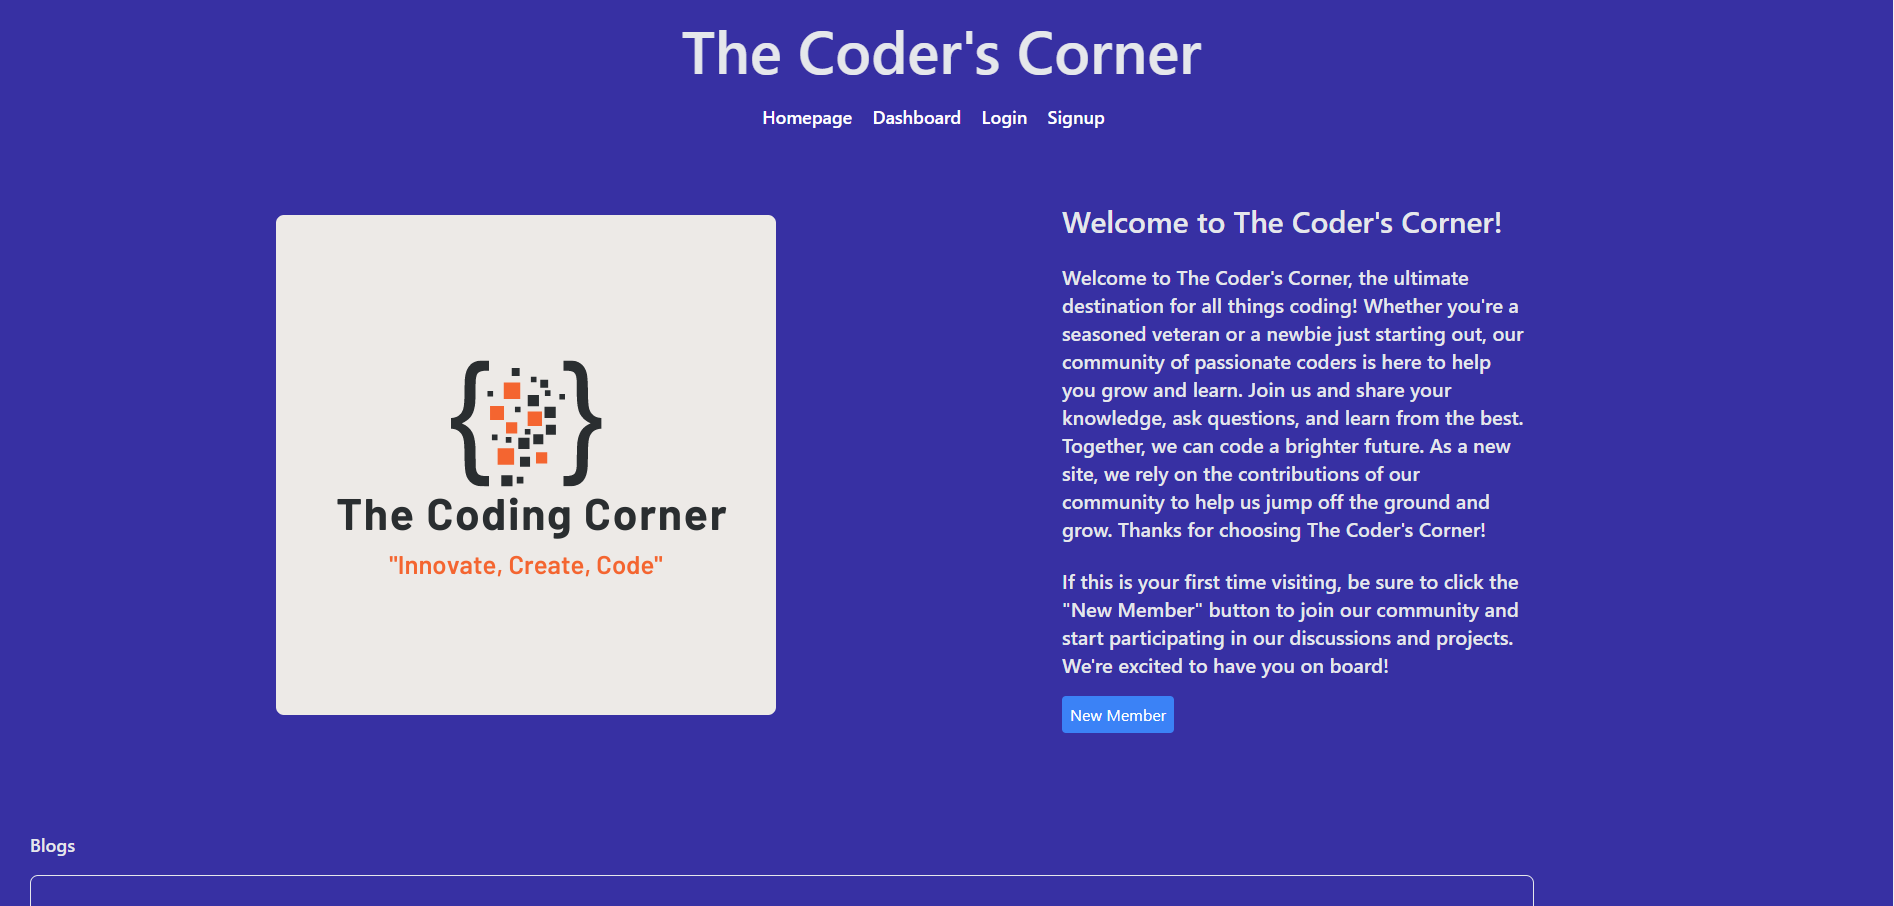 The Coder's Corner
Homepage Dashboard Login Signup
The Coding Corner
"Innovate, Create, Code"
Welcome to The Coder's Corner!
Welcome to The Coder's Corner, the ultimate
destination for all things coding! Whether you're a
seasoned veteran or a newbie just starting out, our
community of passionate coders is here to help
you grow and learn. Join us and share your
knowledge, ask questions, and learn from the best.
Together, we can code a brighter future. As a new
site, we rely on the contributions of our
community to help us jump off the ground and
grow. Thanks for choosing The Coder's Corner!
If this is your first time visiting, be sure to click the
"New Member" button to join our community and
start participating in our discussions and projects.
We're excited to have you on board!
New Member
Blogs